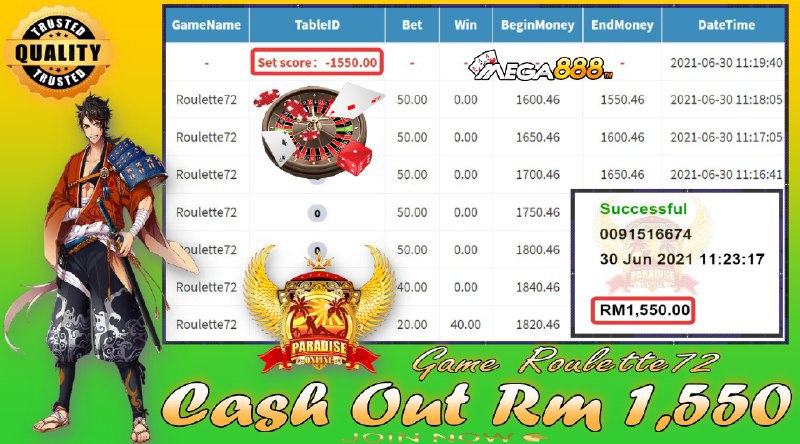 TRUSTED
QUALITY
TRUSTED
GameName TableID Bet Win BeginMoney EndMoney DateTime
- Set score： -1550.00 - - - 2021-06-30 11:19:40
MEGA888
TM
Roulette72 50.00 0.00 1600.46 1550.46 2021-06-30 11:18:05
Roulette72 50.00 0.00 1650.46 1600.46 2021-06-30 11:17:05
Roulette72 50.00 0.00 1700.46 1650.46 2021-06-30 11:16:41
Roulette72 0 50.00 0.00 1750.46
Roulette72 0 50.00 0.00 1800.46
Roulette72 40.00 0.00 1840.46
Roulette72 20.00 40.00 1820.46
Successful
0091516674
30 Jun 2021 11:23:17
RM1,550.00
PARADISE
ONLINE
Game Roulette72
Cash Out Rm 1,550
JOIN NOW